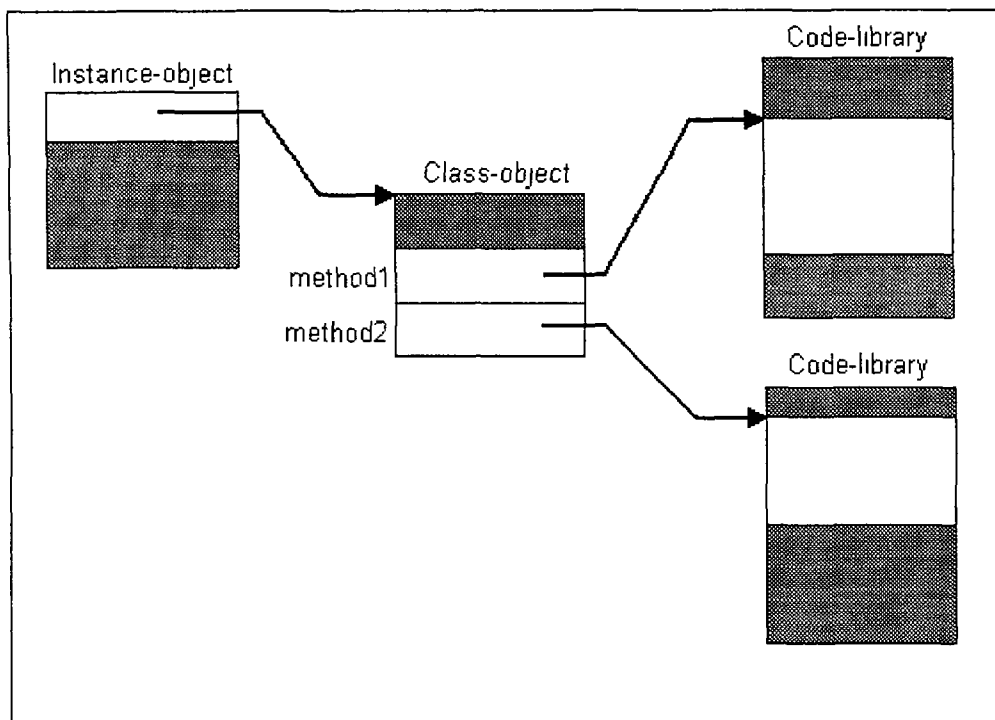 Code-library
Instance-object
Class-object
method1
method2
Code-library